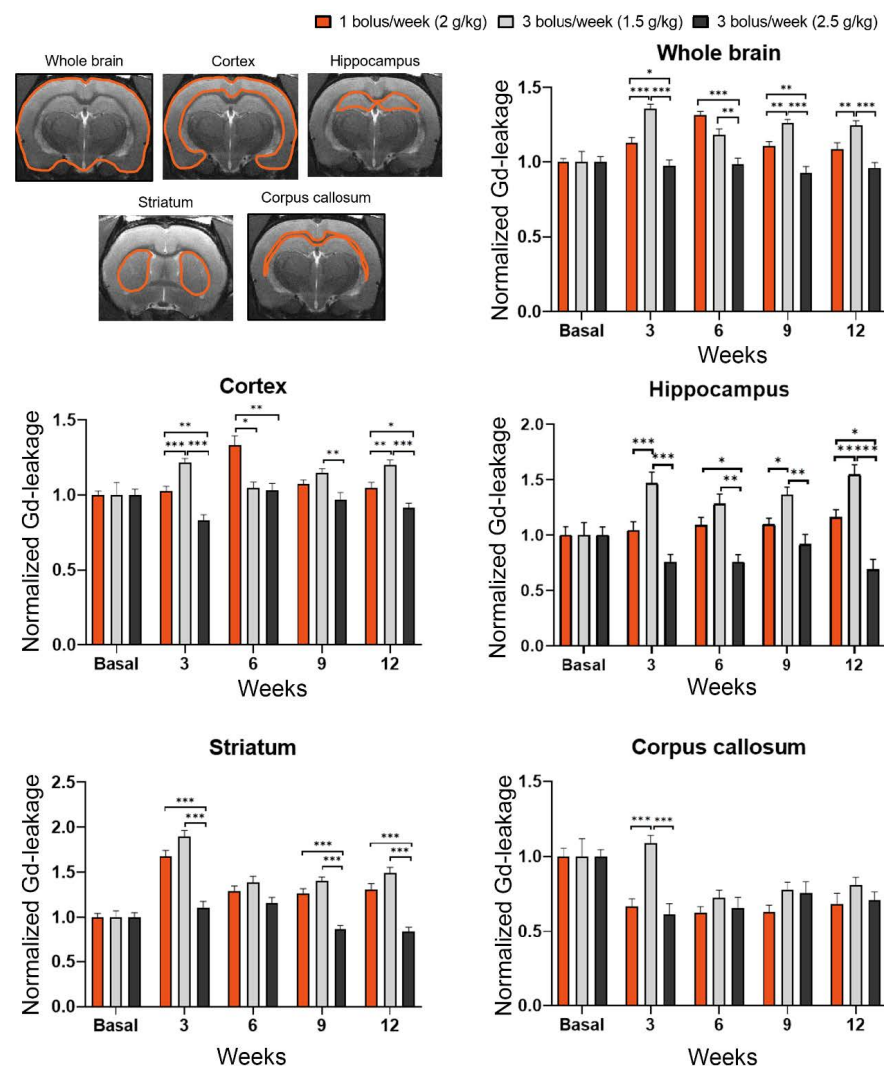 1 bolus/week (2 g/kg) 3 bolus/week (1.5 g/kg) 3 bolus/week (2.5 g/kg)
Whole brain Cortex Hippocampus
Striatum Corpus callosum
Whole brain
Normalized Gd-leakage
1.5
1.0
0.5
0.0
* *** *** *** ** ** ** *** ** ***
Basal 3 6 9 12
Weeks
Cortex
Normalized Gd-leakage
1.5
1.0
0.5
0.0
** *** *** ** * ** * ** ***
Basal 3 6 9 12
Weeks
Hippocampus
Normalized Gd-leakage
2.0
1.5
1.0
0.5
0.0
*** *** * ** * ** * *****
Basal 3 6 9 12
Weeks
Striatum
Normalized Gd-leakage
2.5
2.0
1.5
1.0
0.5
0.0
*** *** *** *** *** ***
Basal 3 6 9 12
Weeks
Corpus callosum
Normalized Gd-leakage
1.5
1.0
0.5
0.0
*** ***
Basal 3 6 9 12
Weeks